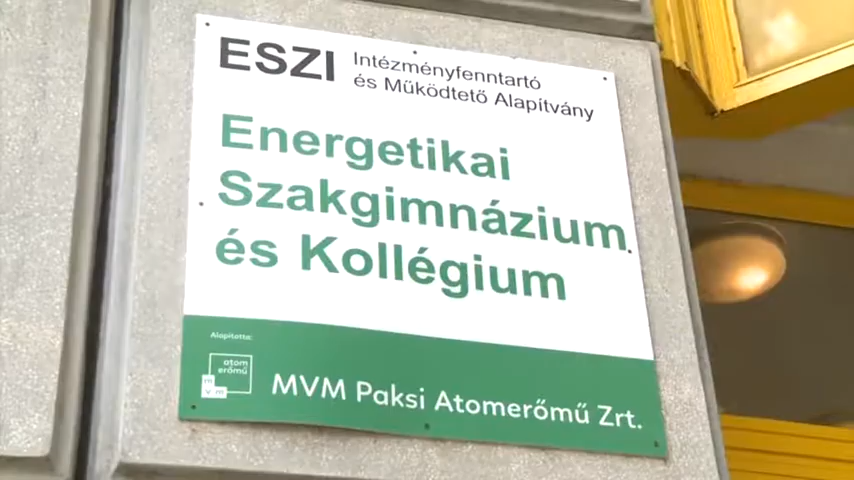 ESZI Intézményfenntartó
és Működtető Alapítvány
Energetikai
Szakgimnázium
és Kollégium
Alapította:
atom
erőmű
m
v m
MVM Paksi Atomerőmű Zrt.